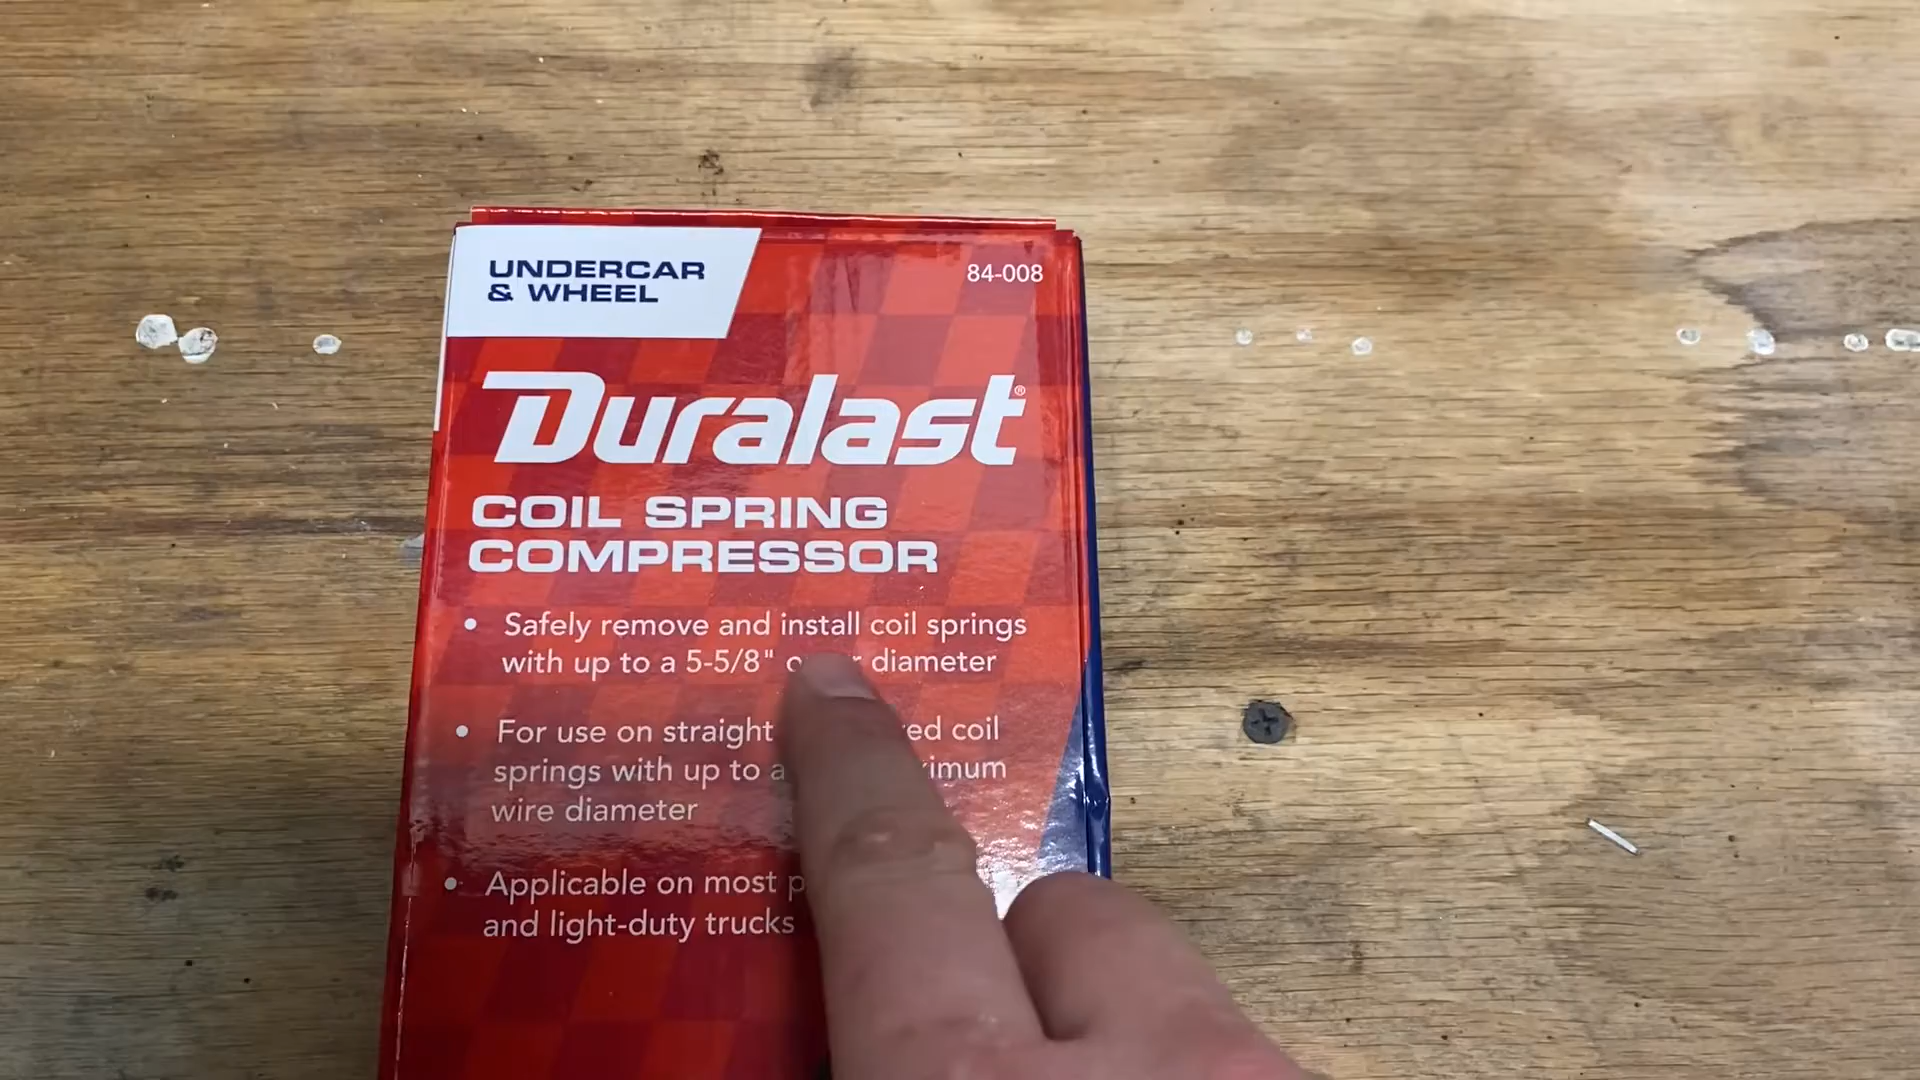 UNDERCAR
& WHEEL
84-008
Duralast®
COIL SPRING
COMPRESSOR
• Safely remove and install coil springs
with up to a 5-5/8" diameter
• For use on straight coil
springs with up to a
wire diameter
• Applicable on most
and light-duty trucks